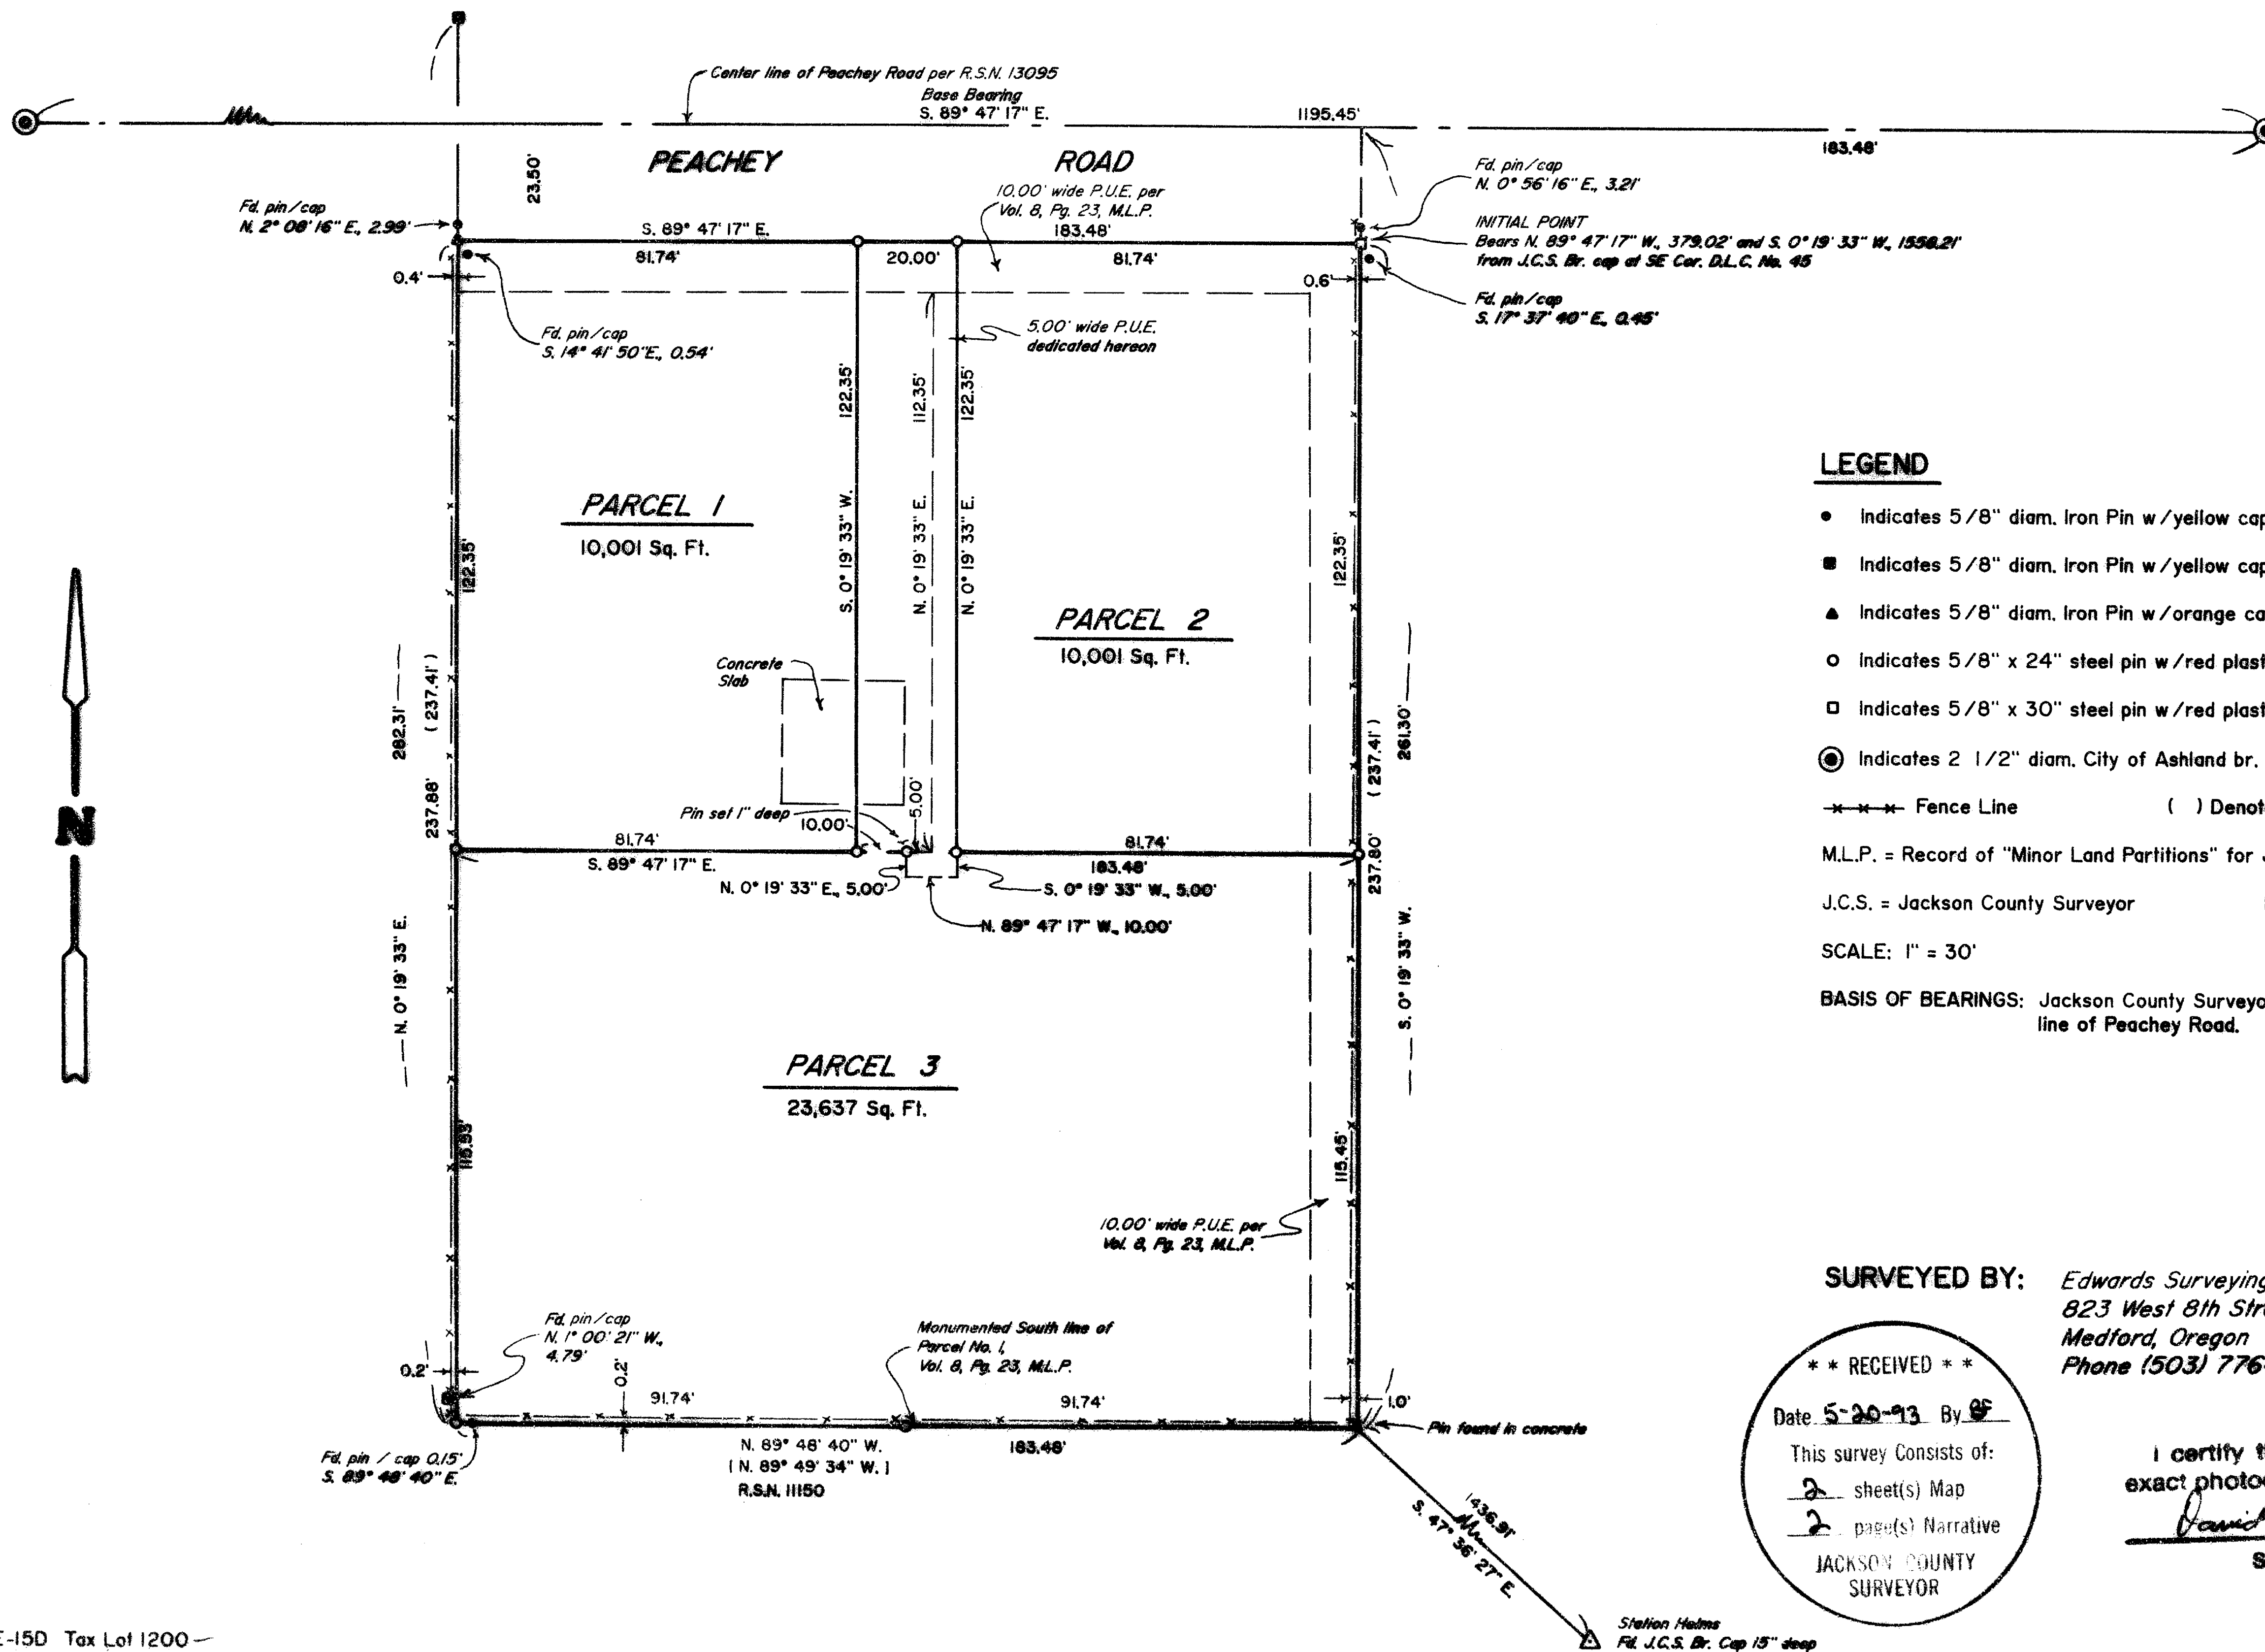 Center line of Peachey Road per R.S.N. 13095
Base Bearing
S. 89° 47' 17" E.
1195.45'
183.48'
23.50'
PEACHEY ROAD
10.00' wide P.U.E. per
Vol. 8, Pg. 23, M.L.P.
Fd. pin/cap
N. 0° 56' 16" E., 3.21'
Fd. pin/cap
N. 2° 08' 16" E., 2.99'
S. 89° 47' 17" E.
183.48'
INITIAL POINT
Bears N. 89° 47' 17" W., 379.02' and S. 0° 19' 33" W., 1558.21'
from J.C.S. Br. cap at SE Cor. D.L.C. No. 45
81.74'
20.00'
81.74'
0.4'
0.6'
Fd. pin/cap
S. 17° 37' 40" E., 0.45'
Fd. pin/cap
S. 14° 41' 50" E., 0.54'
5.00' wide P.U.E.
dedicated hereon
122.35'
112.35'
122.35'
S. 0° 19' 33" W.
N. 0° 19' 33" E.
N. 0° 19' 33" E.
PARCEL 1
10,001 Sq. Ft.
122.35'
122.35'
PARCEL 2
10,001 Sq. Ft.
Concrete
Slab
282.31'
( 237.41' )
237.88'
( 237.41' )
261.30'
237.80'
Pin set 1" deep
10.00'
5.00'
81.74'
S. 89° 47' 17" E.
81.74'
183.48'
N. 0° 19' 33" E., 5.00'
S. 0° 19' 33" W., 5.00'
N. 89° 47' 17" W., 10.00'
N. 0° 19' 33" E.
S. 0° 19' 33" W.
N
PARCEL 3
23,637 Sq. Ft.
115.53'
115.45'
10.00' wide P.U.E. per
Vol. 8, Pg. 23, M.L.P.
Fd. pin/cap
N. 1° 00' 21" W.,
4.79'
Monumented South line of
Parcel No. 1,
Vol. 8, Pg. 23, M.L.P.
0.2'
0.2'
91.74'
91.74'
1.0'
Pin found in concrete
Fd. pin / cap 0.15'
S. 89° 48' 40" E.
N. 89° 48' 40" W.
183.48'
( N. 89° 49' 34" W. )
R.S.N. 11150
1436.91'
S. 47° 36' 27" E.
Station Helms
Fd. J.C.S. Br. Cap 15" deep
E-15D Tax Lot 1200
LEGEND
Indicates 5/8" diam. Iron Pin w/yellow cap
Indicates 5/8" diam. Iron Pin w/yellow cap
Indicates 5/8" diam. Iron Pin w/orange ca
Indicates 5/8" x 24" steel pin w/red plast
Indicates 5/8" x 30" steel pin w/red plast
Indicates 2 1/2" diam. City of Ashland br.
Fence Line ( ) Denot
M.L.P. = Record of "Minor Land Partitions" for
J.C.S. = Jackson County Surveyor
SCALE: 1" = 30'
BASIS OF BEARINGS: Jackson County Surveyo
line of Peachey Road.
SURVEYED BY: Edwards Surveying
823 West 8th Stre
Medford, Oregon
Phone (503) 776-
* * RECEIVED * *
Date 5-20-93 By
This survey Consists of:
2 sheet(s) Map
2 page(s) Narrative
JACKSON COUNTY
SURVEYOR
I certify t
exact photoc
David
S